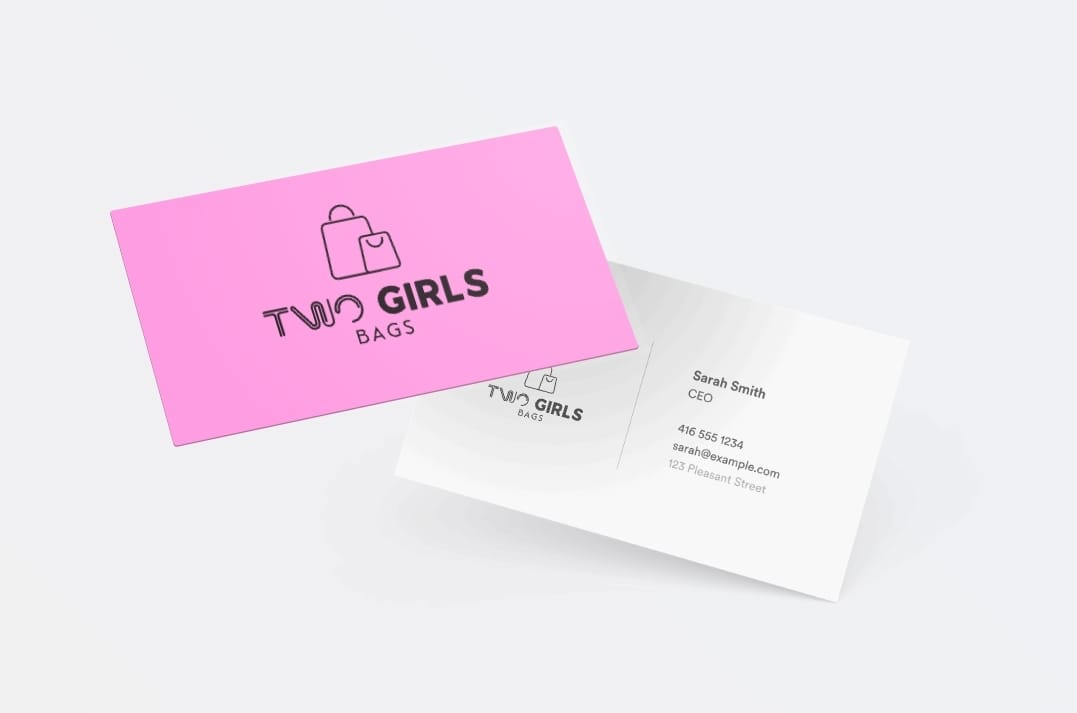 TWO GIRLS
BAGS
TWO GIRLS
BAGS
Sarah Smith
CEO
416 555 1234
sarah@example.com
123 Pleasant Street